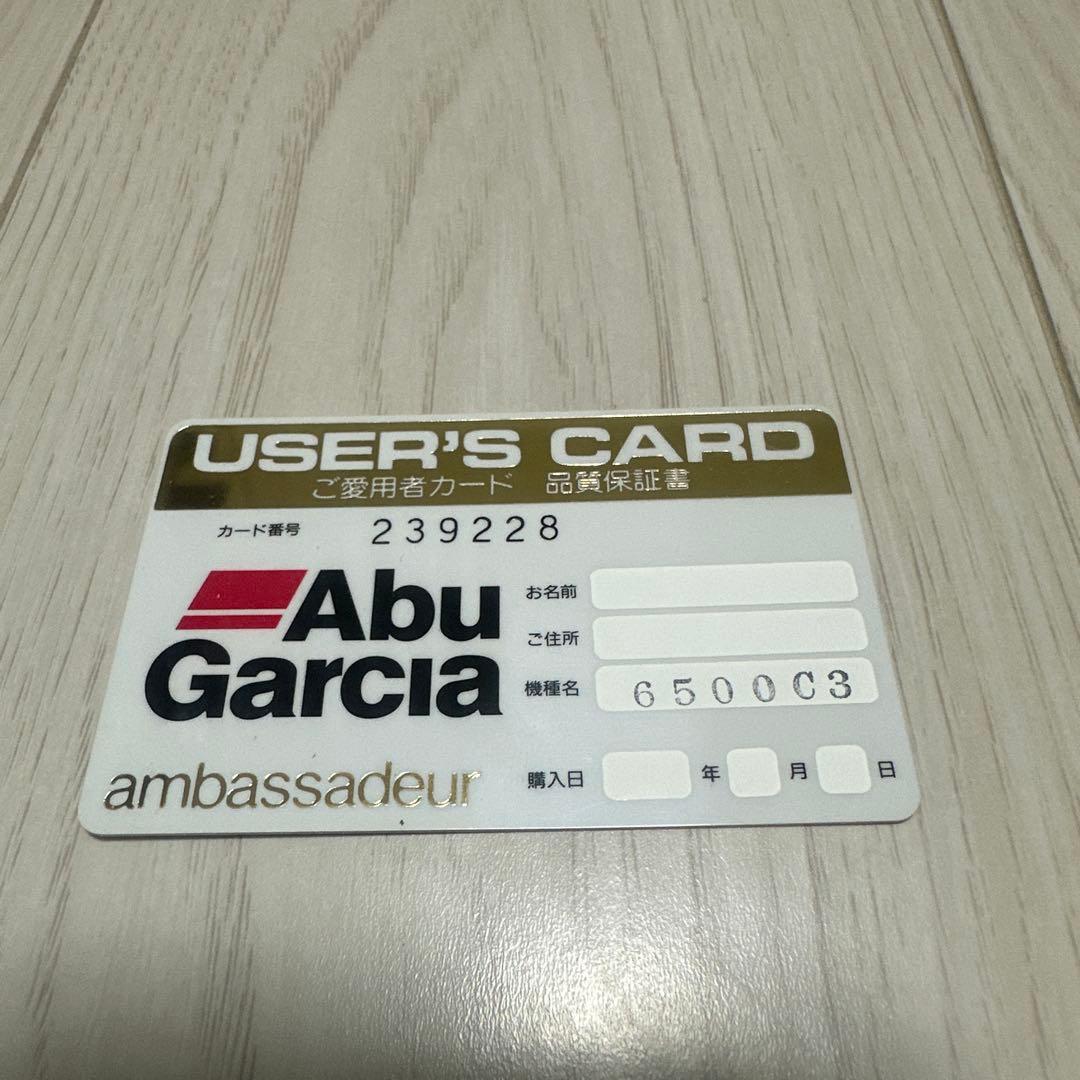 USER'S CARD
ご愛用者カード 品質保証書
カード番号 239228
Abu
Garcia
お名前
ご住所
機種名 6500C3
ambassadeur
購入日 年 月 日